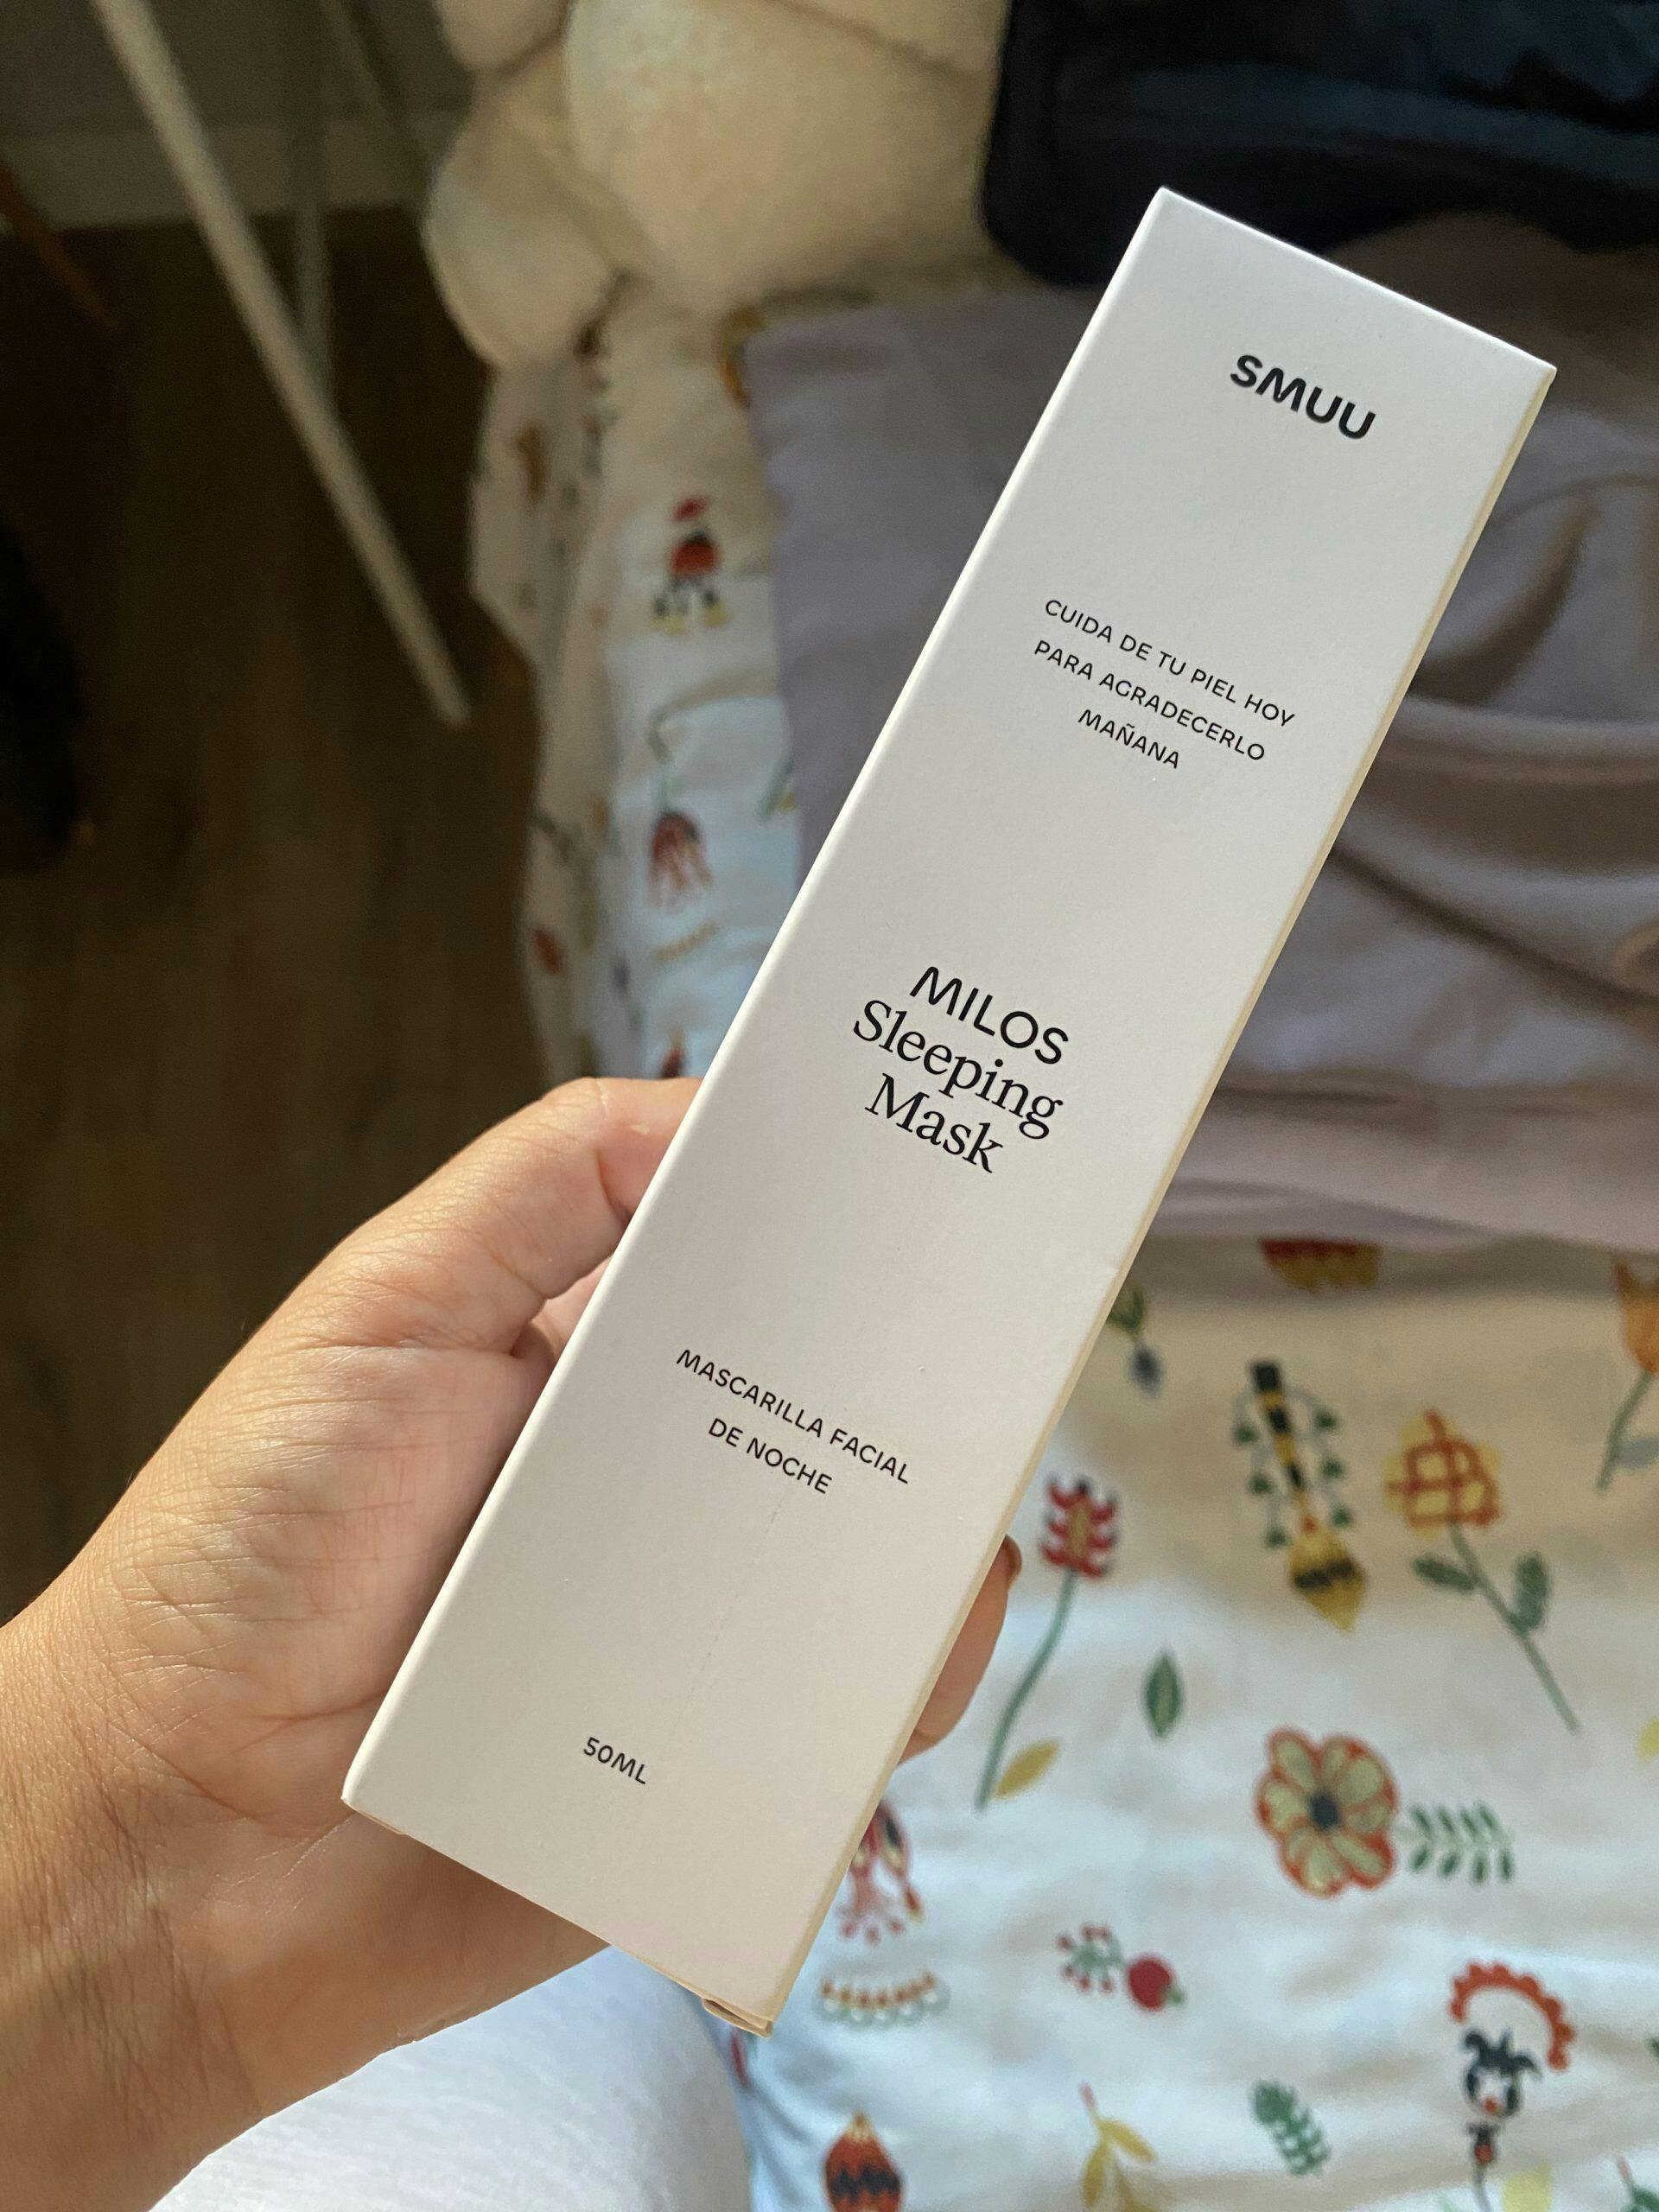 SMUU
CUIDA DE TU PIEL HOY
PARA AGRADECERLO
MAÑANA
MILOS
Sleeping
Mask
MASCARILLA FACIAL
DE NOCHE
50ML